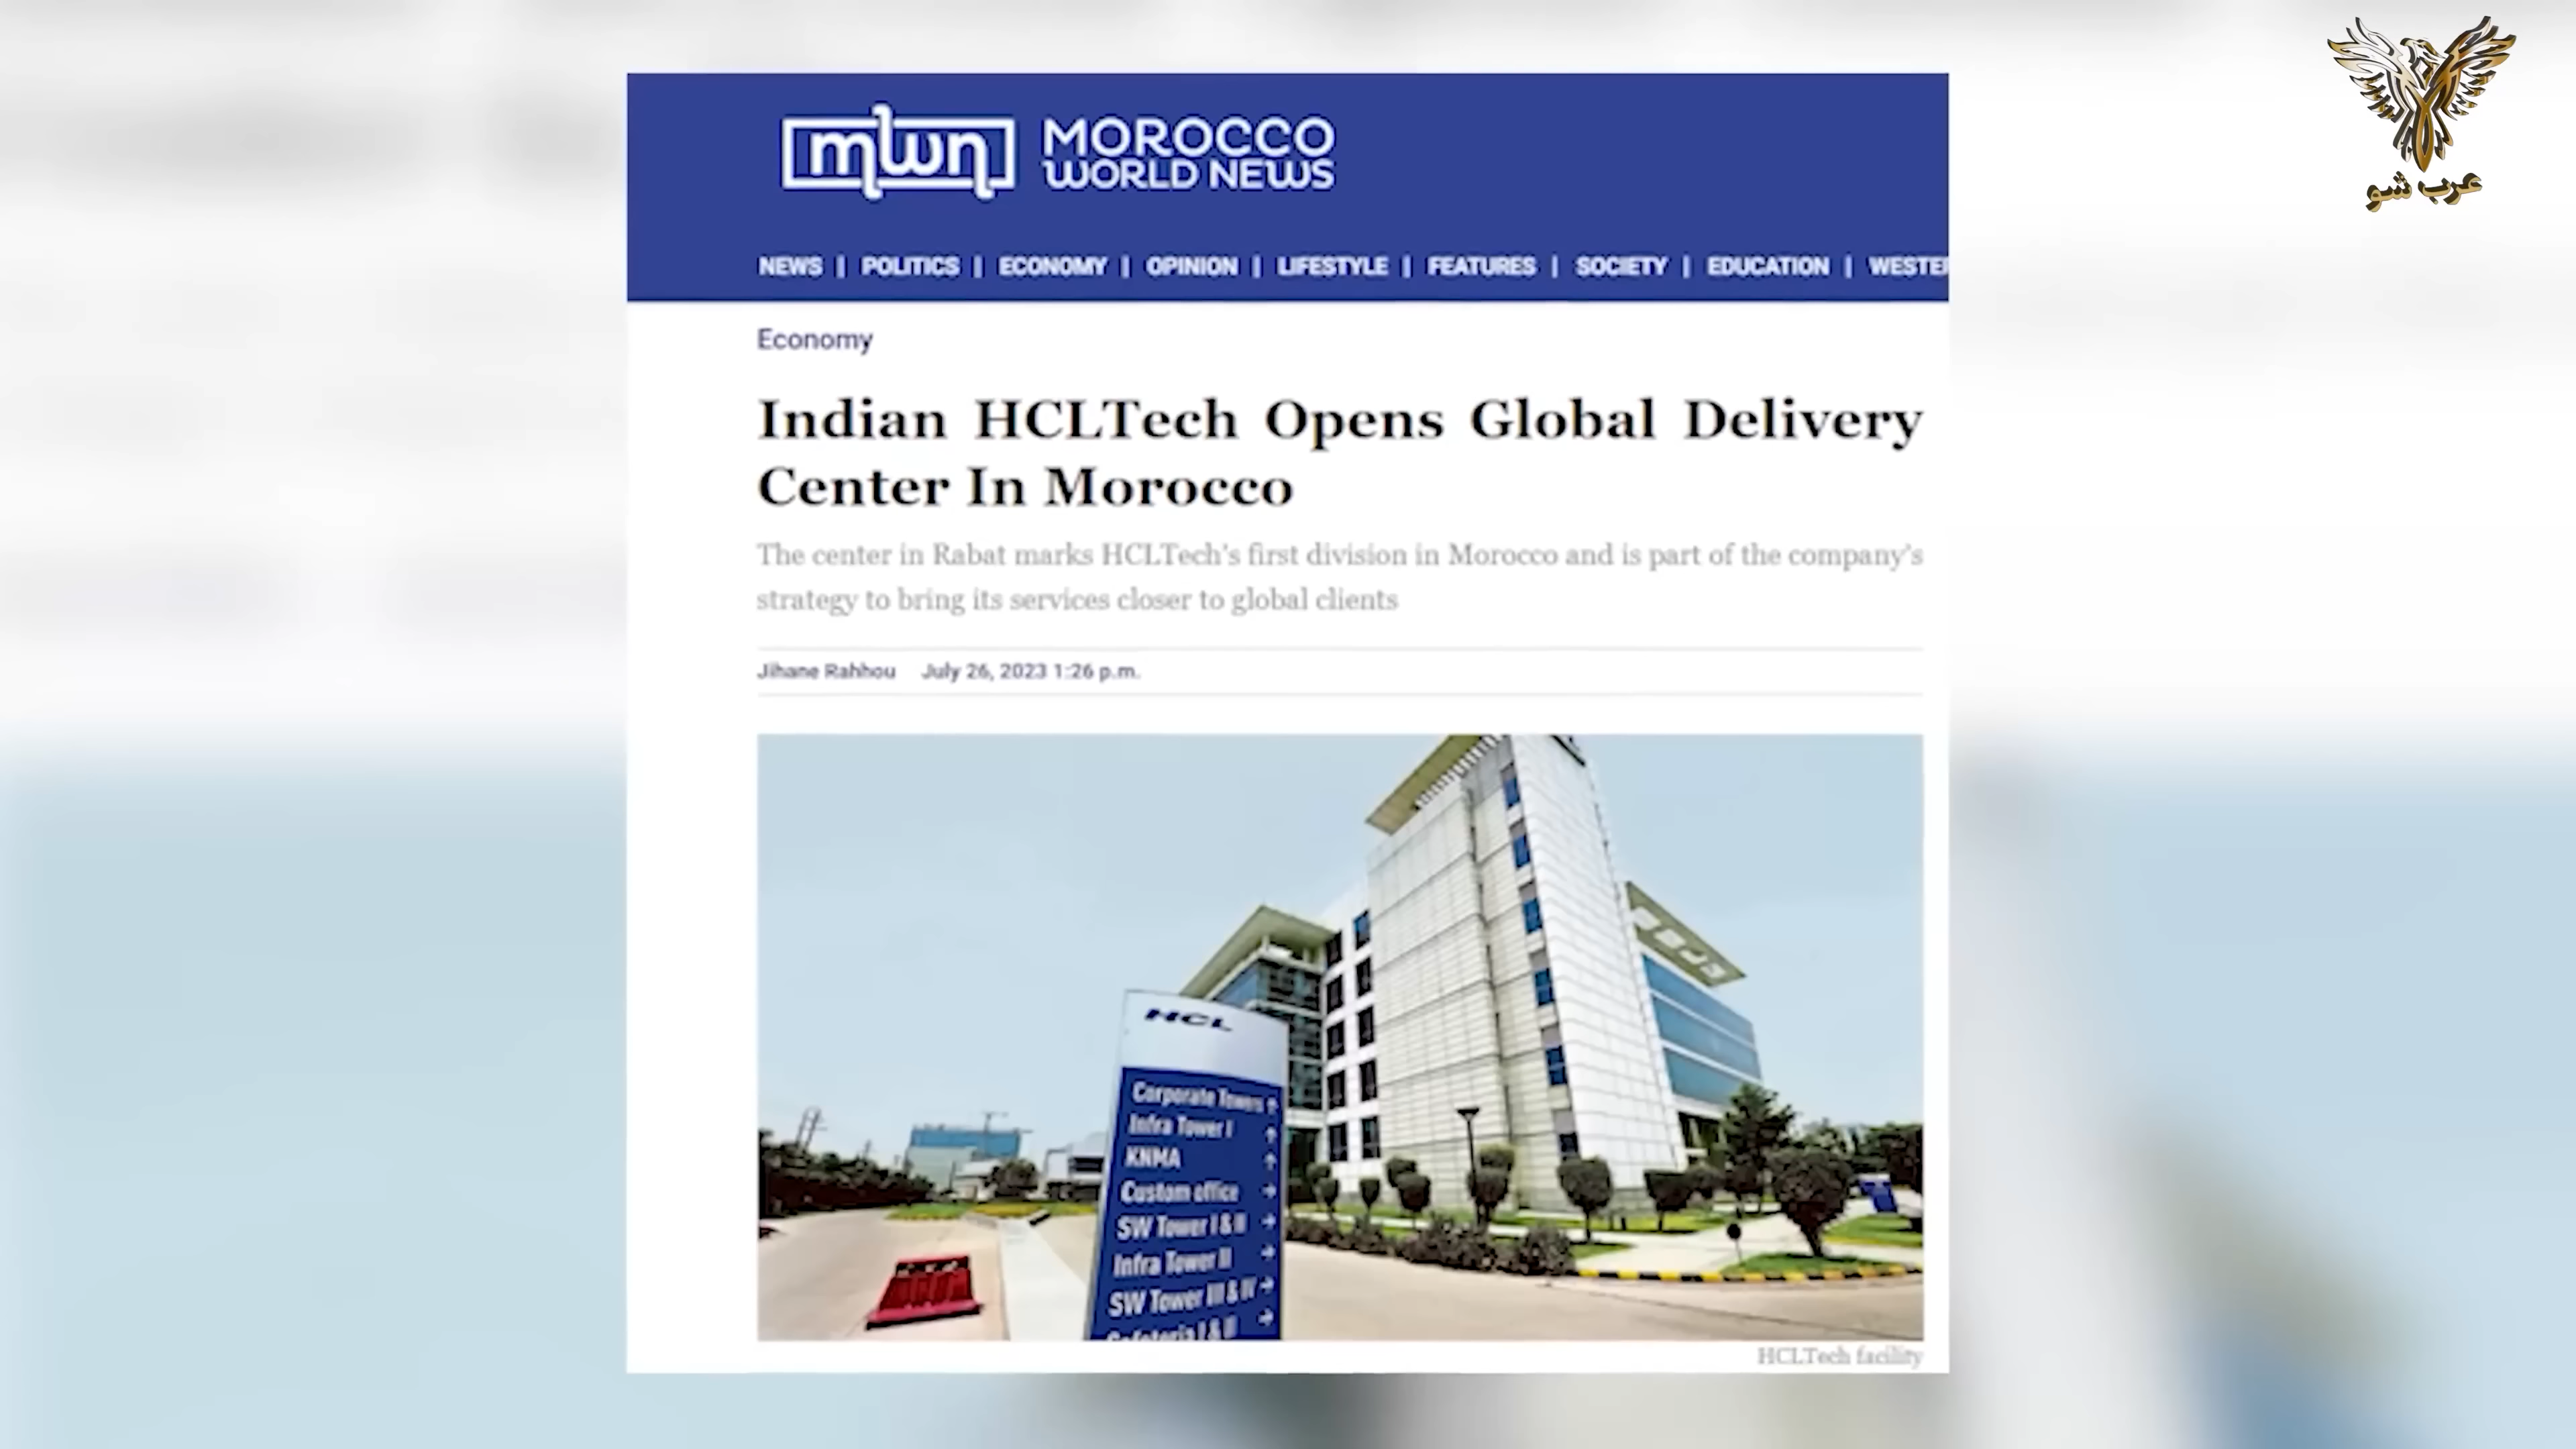 عرب شو
mwn MOROCCO
WORLD NEWS
NEWS | POLITICS | ECONOMY | OPINION | LIFESTYLE | FEATURES | SOCIETY | EDUCATION | WESTER
Economy
Indian HCLTech Opens Global Delivery
Center In Morocco
The center in Rabat marks HCLTech's first division in Morocco and is part of the company's
strategy to bring its services closer to global clients
Jihane Rahhou July 26, 2023 1:26 p.m.
HCL
Corporate Towers ↑
Infra Tower I ↑
KNMA ↑
Custom office →
SW Tower I & II →
Infra Tower II →
SW Tower III & IV →
Cafeteria I & II →
HCLTech facility